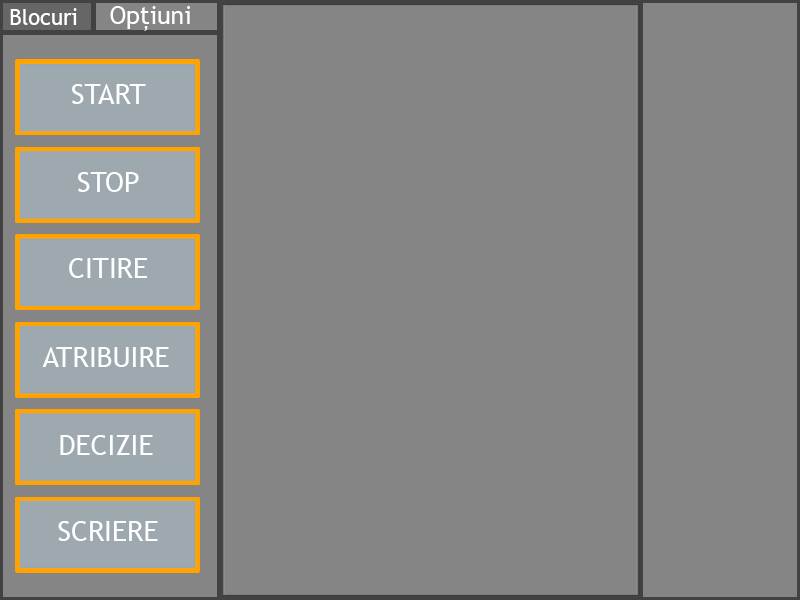 Blocuri Opțiuni
START
STOP
CITIRE
ATRIBUIRE
DECIZIE
SCRIERE